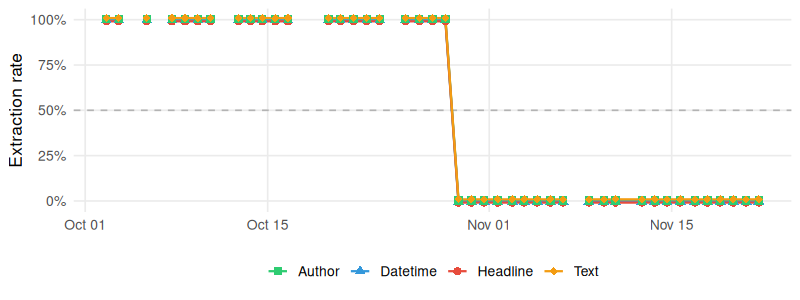 Extraction rate
100%
75%
50%
25%
0%
Oct 01 Oct 15 Nov 01 Nov 15
Author Datetime Headline Text